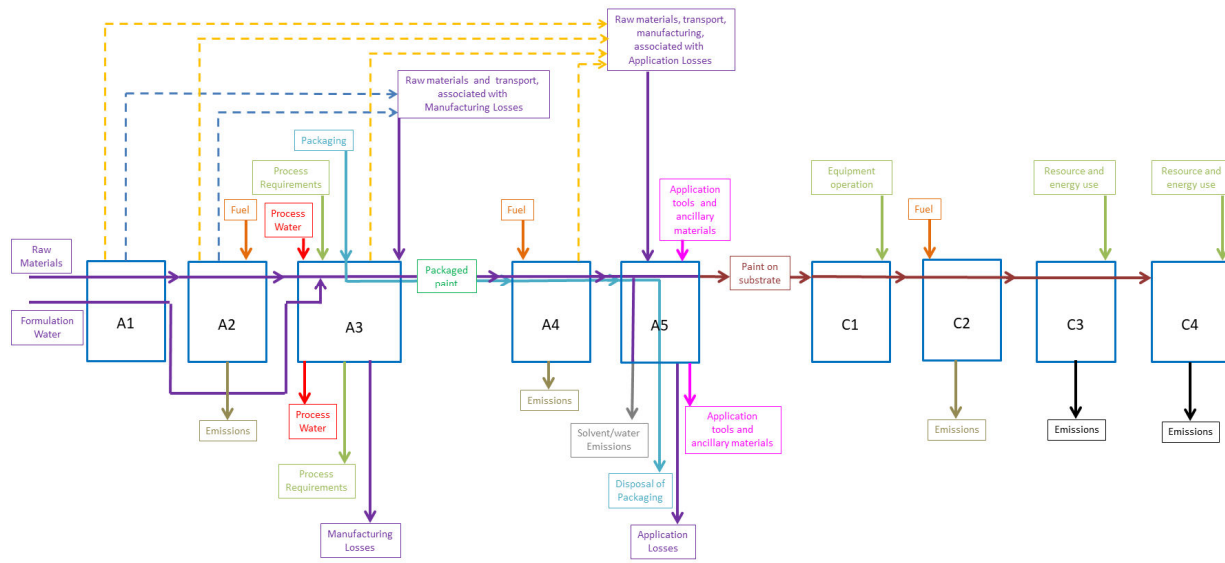 Raw materials, transport,
manufacturing,
associated with
Application Losses
Raw materials and transport,
associated with
Manufacturing Losses
Packaging
Process
Requirements
Equipment
operation
Resource and
energy use
Resource and
energy use
Application
tools and
ancillary
materials
Fuel
Process
Water
Fuel
Fuel
Raw
Materials
Packaged
paint
Paint on
substrate
Formulation
Water
A1
A2
A3
A4
A5
C1
C2
C3
C4
Emissions
Process
Water
Emissions
Solvent/water
Emissions
Application
tools and
ancillary materials
Emissions
Emissions
Emissions
Process
Requirements
Disposal of
Packaging
Manufacturing
Losses
Application
Losses